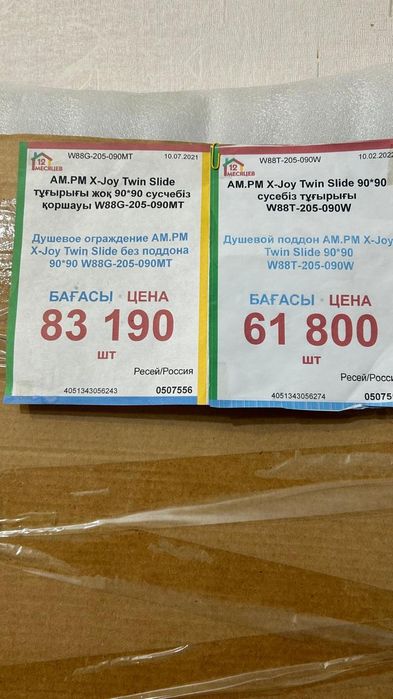 12
МЕСЯЦЕВ
W88G-205-090MT
10.07.2021
AM.PM X-Joy Twin Slide
тұғырығы жоқ 90*90 сусчебіз
қоршауы W88G-205-090MT
Душевое ограждение AM.PM
X-Joy Twin Slide без поддона
90*90 W88G-205-090MT
БАҒАСЫ · ЦЕНА
83 190
шт
Ресей/Россия
4051343056243
0507556
12
МЕСЯЦЕВ
W88T-205-090W
10.02.2022
AM.PM X-Joy Twin Slide 90*90
сусебіз тұғырығы
W88T-205-090W
Душевой поддон AM.PM X-Joy
Twin Slide 90*90
W88T-205-090W
БАҒАСЫ · ЦЕНА
61 800
шт
Ресей/Росси
4051343056274
05075